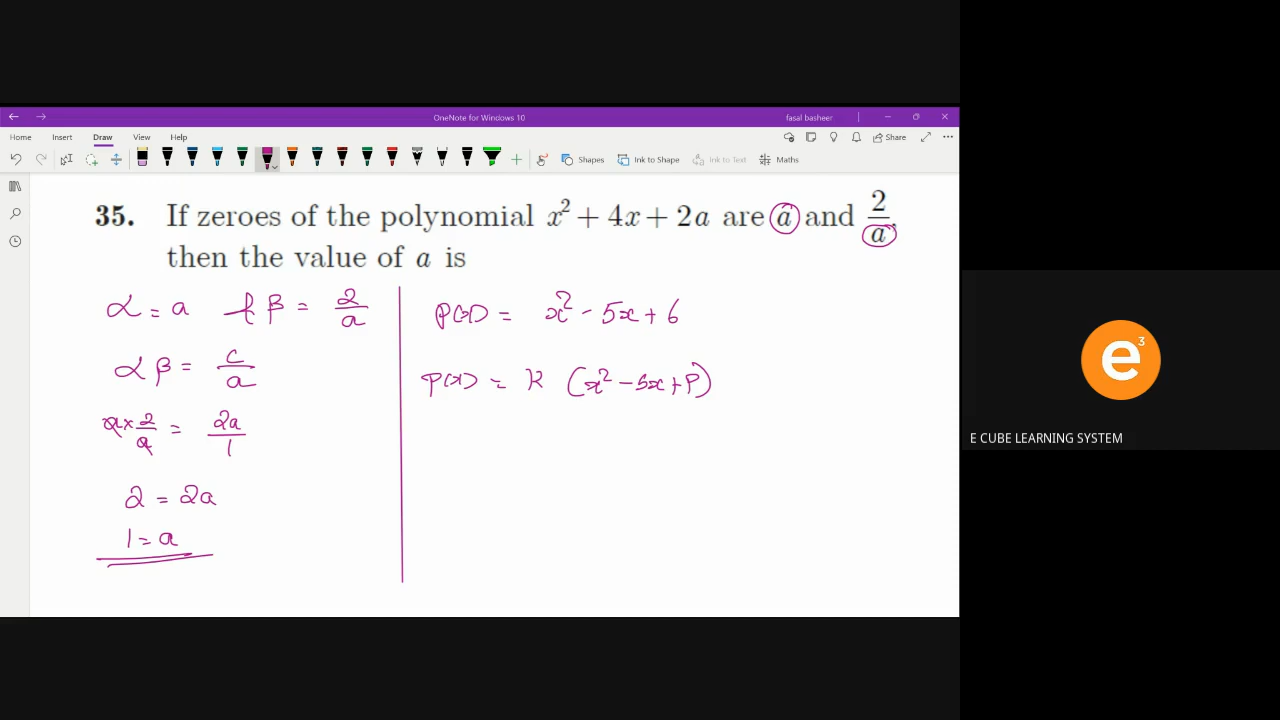 OneNote for Windows 10
fasal basheer
Home Insert Draw View Help
Share
Shapes Ink to Shape Ink to Text Maths
35. If zeroes of the polynomial x² + 4x + 2a are a and 2/a,
then the value of a is
α = a β = 2/a
αβ = c/a
a × 2/a = 2a/1
2 = 2a
1 = a
P(x) = x² - 5x + 6
P(x) = K (x² - Sx + P)
e³
E CUBE LEARNING SYSTEM